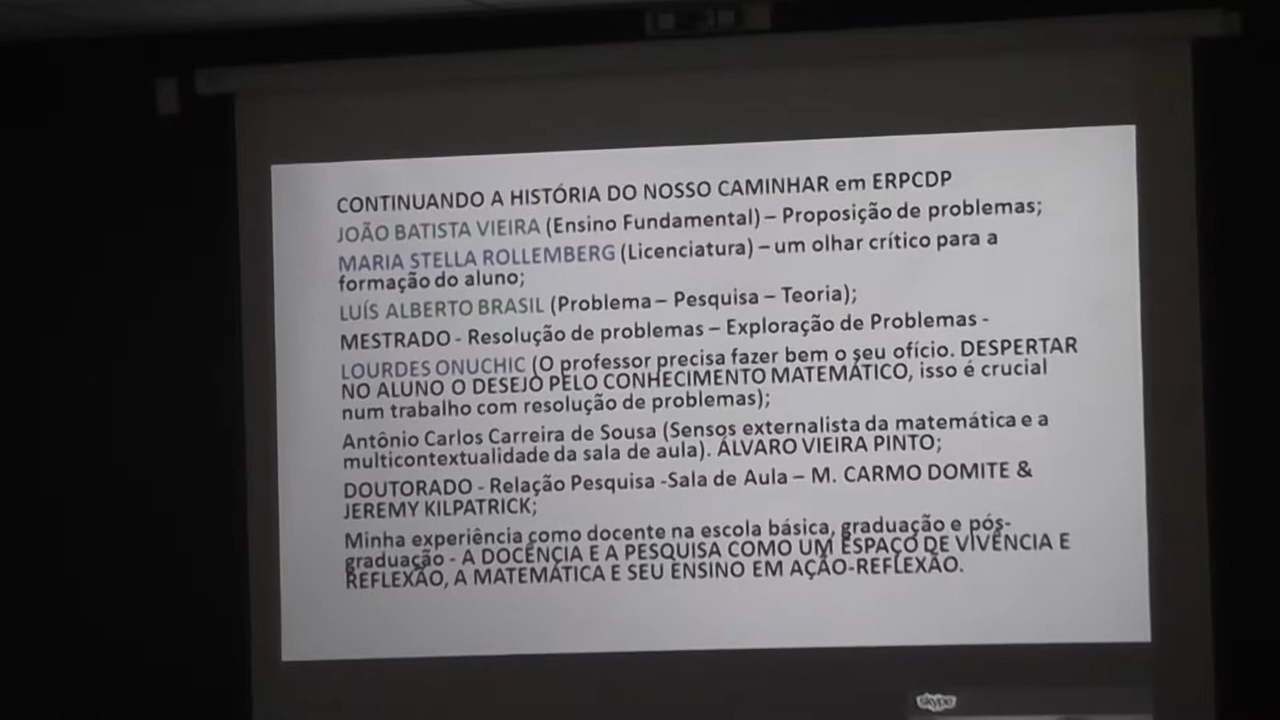 CONTINUANDO A HISTÓRIA DO NOSSO CAMINHAR em ERPCDP
JOÃO BATISTA VIEIRA (Ensino Fundamental) – Proposição de problemas;
MARIA STELLA ROLLEMBERG (Licenciatura) – um olhar crítico para a
formação do aluno;
LUÍS ALBERTO BRASIL (Problema – Pesquisa – Teoria);
MESTRADO - Resolução de problemas – Exploração de Problemas -
LOURDES ONUCHIC (O professor precisa fazer bem o seu ofício. DESPERTAR
NO ALUNO O DESEJO PELO CONHECIMENTO MATEMÁTICO, isso é crucial
num trabalho com resolução de problemas);
Antônio Carlos Carreira de Sousa (Sensos externalista da matemática e a
multicontextualidade da sala de aula). ÁLVARO VIEIRA PINTO;
DOUTORADO - Relação Pesquisa -Sala de Aula – M. CARMO DOMITE &
JEREMY KILPATRICK;
Minha experiência como docente na escola básica, graduação e pós-
graduação - A DOCÊNCIA E A PESQUISA COMO UM ESPAÇO DE VIVÊNCIA E
REFLEXÃO, A MATEMÁTICA E SEU ENSINO EM AÇÃO-REFLEXÃO.
skype